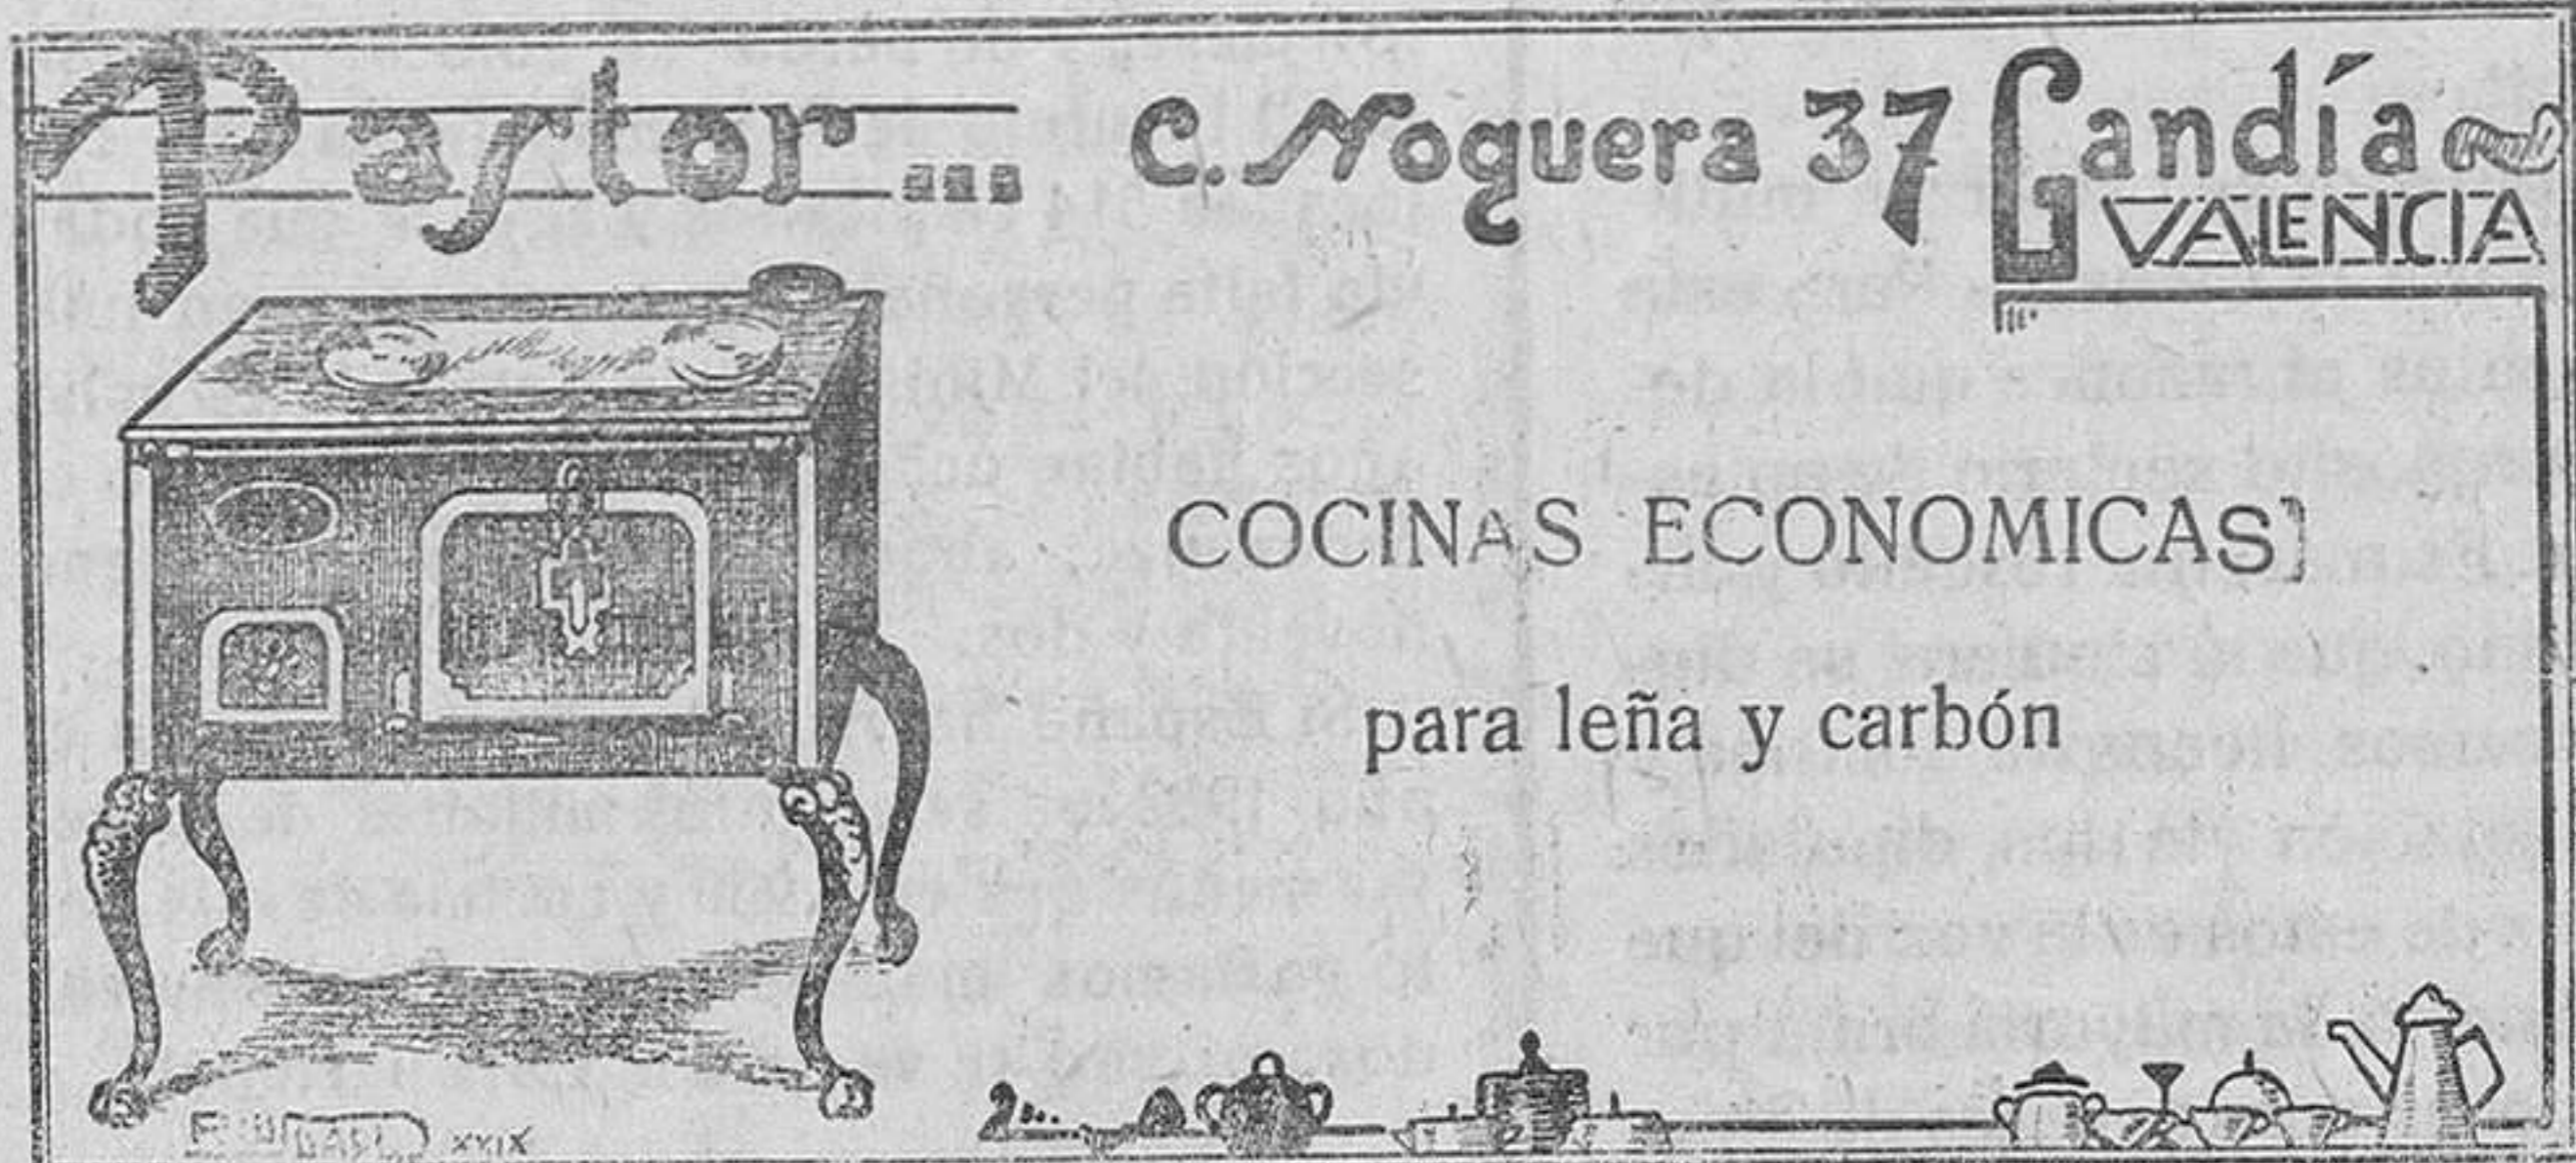 Pastor... C. Noguera 37 Gandía
VALENCIA
COCINAS ECONOMICAS]
para leña y carbón
XXIX